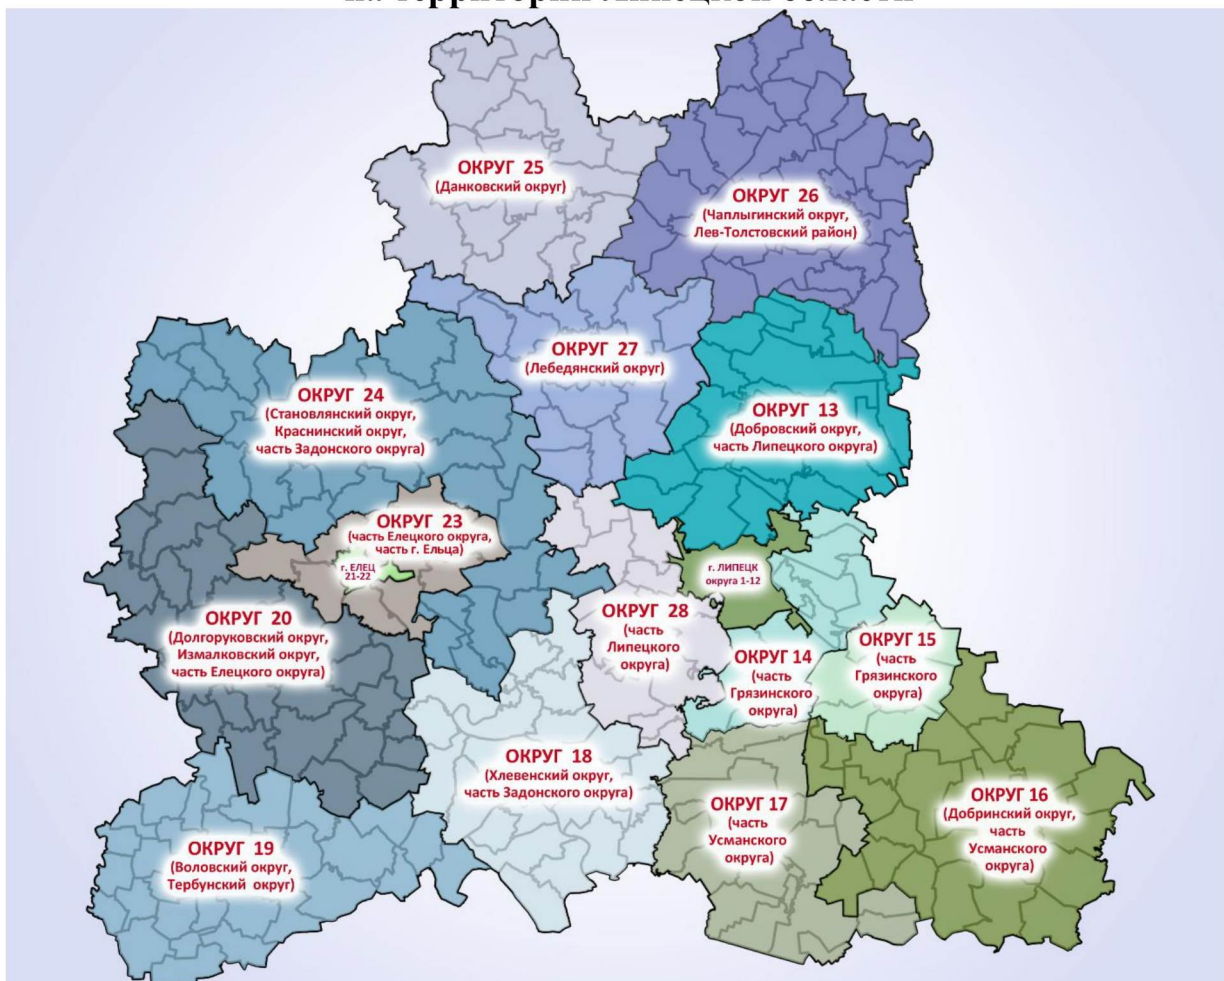 на территории Липецкой области
ОКРУГ 25
(Данковский округ)
ОКРУГ 26
(Чаплыгинский округ,
Лев-Толстовский район)
ОКРУГ 27
(Лебедянский округ)
ОКРУГ 24
(Становлянский округ,
Краснинский округ,
часть Задонского округа)
ОКРУГ 13
(Добровский округ,
часть Липецкого округа)
ОКРУГ 23
(часть Елецкого округа,
часть г. Ельца)
г. ЕЛЕЦ
21-22
г. ЛИПЕЦК
округа 1-12
ОКРУГ 20
(Долгоруковский округ,
Измалковский округ,
часть Елецкого округа)
ОКРУГ 28
(часть
Липецкого
округа)
ОКРУГ 14
(часть
Грязинского
округа)
ОКРУГ 15
(часть
Грязинского
округа)
ОКРУГ 18
(Хлевенский округ,
часть Задонского округа)
ОКРУГ 17
(часть
Усманского
округа)
ОКРУГ 16
(Добринский округ,
часть
Усманского
округа)
ОКРУГ 19
(Воловский округ,
Тербунский округ)